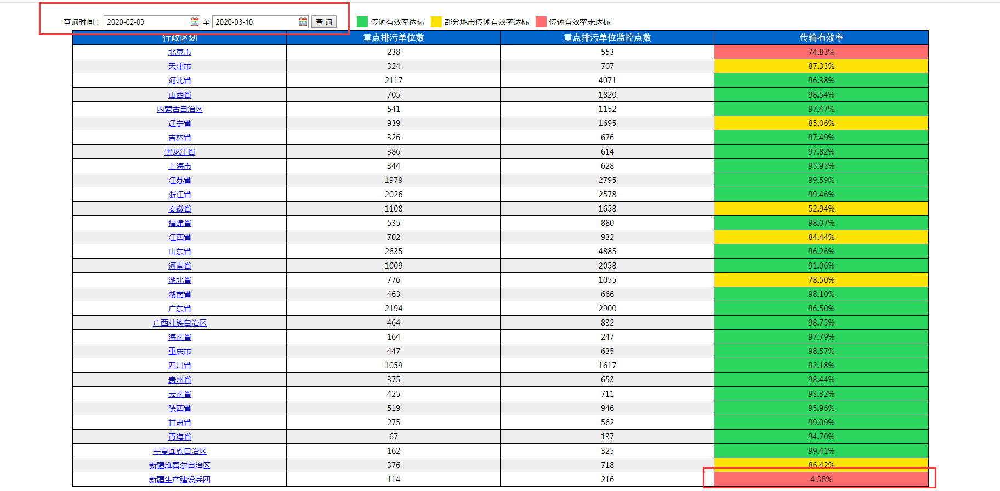 查询时间： 2020-02-09 至 2020-03-10 查 询 传输有效率达标 部分地市传输有效率达标 传输有效率未达标
行政区划 重点排污单位数 重点排污单位监控点数 传输有效率
北京市 238 553 74.83%
天津市 324 707 87.33%
河北省 2117 4071 96.38%
山西省 705 1820 98.54%
内蒙古自治区 541 1152 97.47%
辽宁省 939 1695 85.06%
吉林省 326 676 97.49%
黑龙江省 386 614 97.82%
上海市 344 628 95.95%
江苏省 1979 2795 99.59%
浙江省 2026 2578 99.46%
安徽省 1108 1658 52.94%
福建省 535 880 98.07%
江西省 702 932 84.44%
山东省 2635 4885 96.26%
河南省 1009 2058 91.06%
湖北省 776 1055 78.50%
湖南省 463 666 98.10%
广东省 2194 2900 96.50%
广西壮族自治区 464 832 98.75%
海南省 164 247 97.79%
重庆市 447 635 98.57%
四川省 1059 1617 92.18%
贵州省 375 653 98.44%
云南省 425 711 93.32%
陕西省 519 946 95.96%
甘肃省 275 562 99.09%
青海省 67 137 94.70%
宁夏回族自治区 162 325 99.41%
新疆维吾尔自治区 376 718 86.42%
新疆生产建设兵团 114 216 4.38%